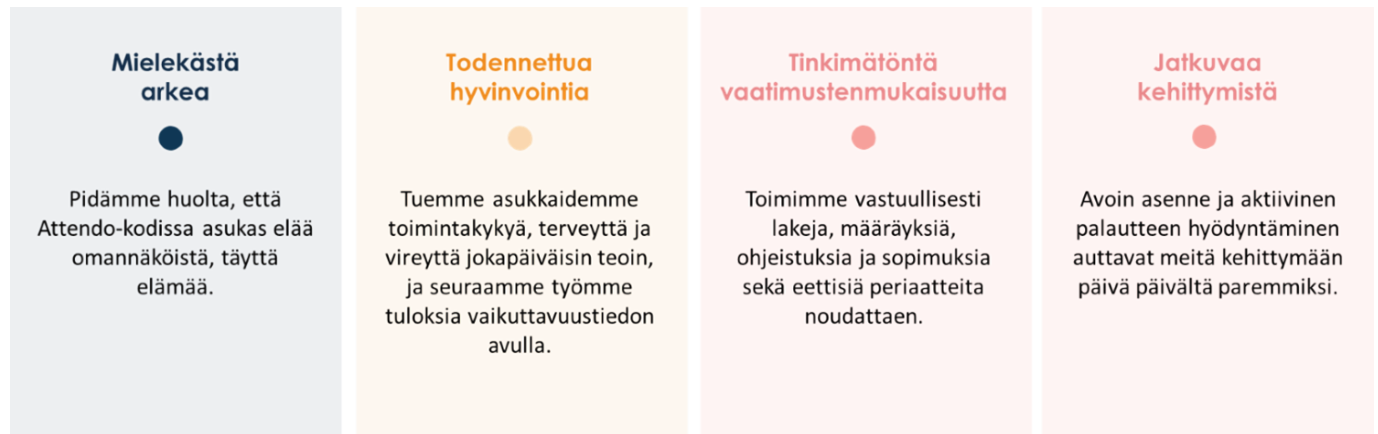 Mielekästä
arkea
Pidämme huolta, että
Attendo-kodissa asukas elää
omannäköistä, täyttä
elämää.
Todennettua
hyvinvointia
Tuemme asukkaidemme
toimintakykyä, terveyttä ja
vireyttä jokapäiväisin teoin,
ja seuraamme työmme
tuloksia vaikuttavuustiedon
avulla.
Tinkimätöntä
vaatimustenmukaisuutta
Toimimme vastuullisesti
lakeja, määräyksiä,
ohjeistuksia ja sopimuksia
sekä eettisiä periaatteita
noudattaen.
Jatkuvaa
kehittymistä
Avoin asenne ja aktiivinen
palautteen hyödyntäminen
auttavat meitä kehittymään
päivä päivältä paremmiksi.